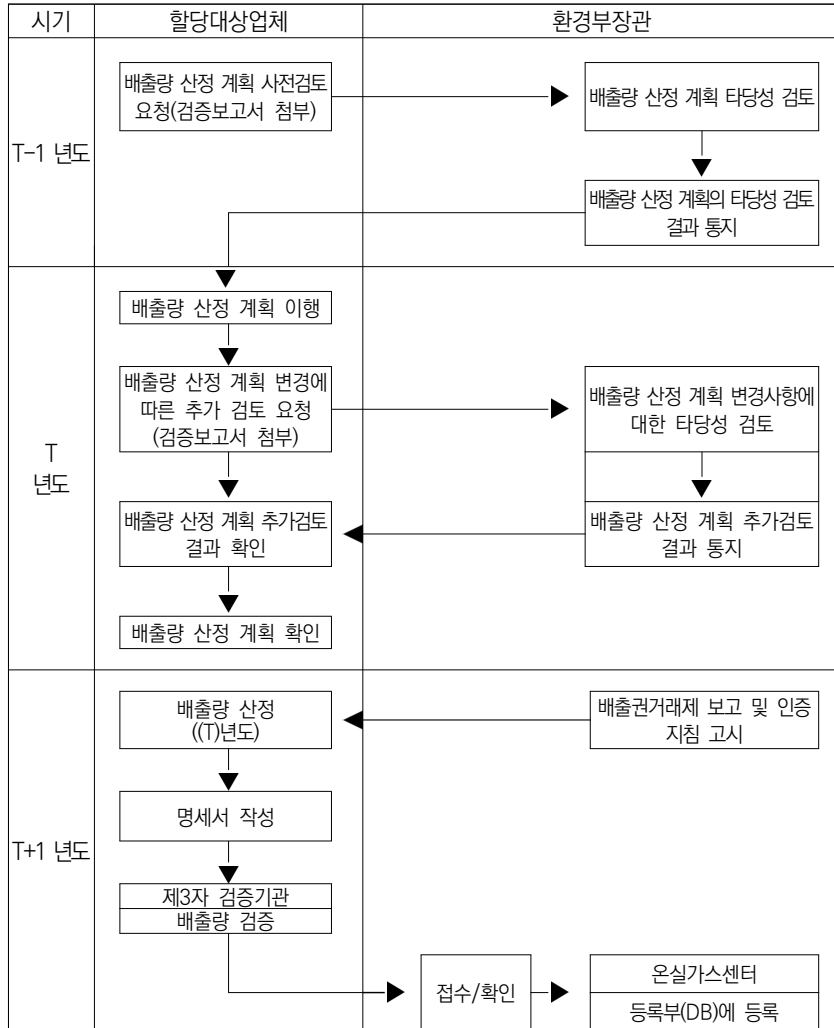 시기
할당대상업체
환경부장관
T-1 년도
배출량 산정 계획 사전검토
요청(검증보고서 첨부)
배출량 산정 계획 타당성 검토
배출량 산정 계획의 타당성 검토
결과 통지
T
년도
배출량 산정 계획 이행
배출량 산정 계획 변경에
따른 추가 검토 요청
(검증보고서 첨부)
배출량 산정 계획 변경사항에
대한 타당성 검토
배출량 산정 계획 추가검토
결과 확인
배출량 산정 계획 추가검토
결과 통지
배출량 산정 계획 확인
T+1 년도
배출량 산정
((T)년도)
배출권거래제 보고 및 인증
지침 고시
명세서 작성
제3자 검증기관
배출량 검증
접수/확인
온실가스센터
등록부(DB)에 등록